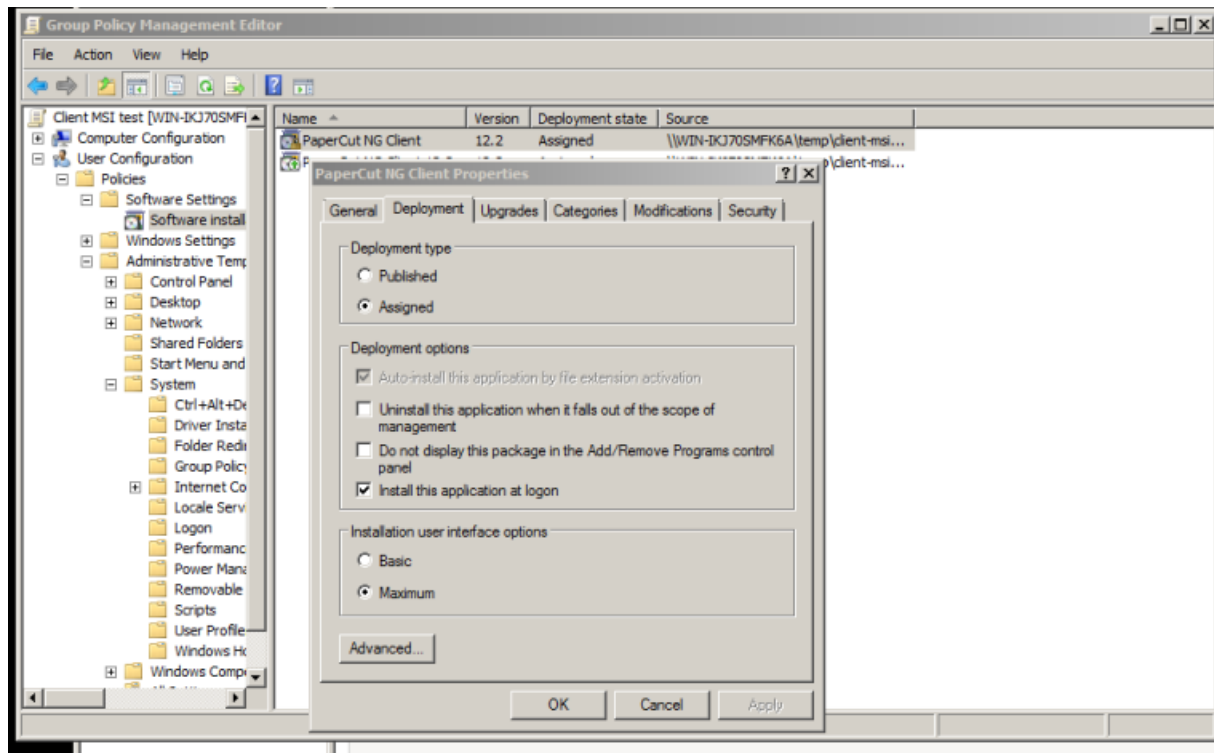 Group Policy Management Editor
File Action View Help
Client MSI test [WIN-IKJ70SMF
Computer Configuration
User Configuration
Policies
Software Settings
Software install
Windows Settings
Administrative Temp
Control Panel
Desktop
Network
Shared Folders
Start Menu and
System
Ctrl+Alt+De
Driver Insta
Folder Redir
Group Policy
Internet Co
Locale Serv
Logon
Performanc
Power Mana
Removable
Scripts
User Profile
Windows Ho
Windows Compo
Name Version Deployment state Source
PaperCut NG Client 12.2 Assigned \\WIN-IKJ70SMFK6A\temp\client-msi...
p\client-msi...
PaperCut NG Client Properties
General Deployment Upgrades Categories Modifications Security
Deployment type
Published
Assigned
Deployment options
Auto-install this application by file extension activation
Uninstall this application when it falls out of the scope of
management
Do not display this package in the Add/Remove Programs control
panel
Install this application at logon
Installation user interface options
Basic
Maximum
Advanced...
OK Cancel Apply